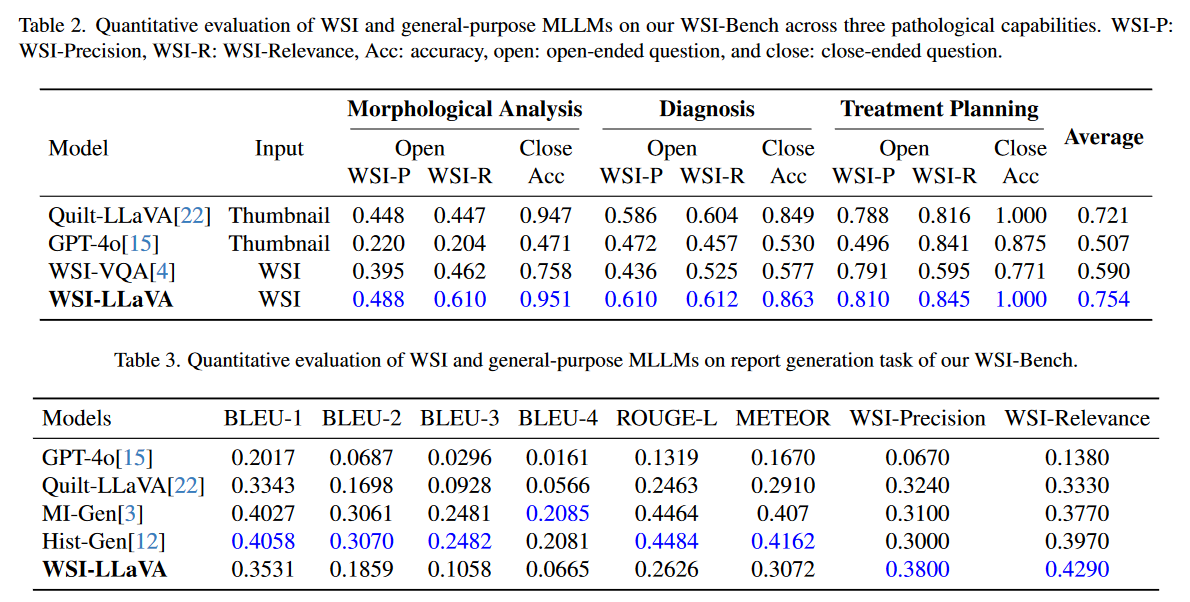 Table 2. Quantitative evaluation of WSI and general-purpose MLLMs on our WSI-Bench across three pathological capabilities. WSI-P:
WSI-Precision, WSI-R: WSI-Relevance, Acc: accuracy, open: open-ended question, and close: close-ended question.
Morphological Analysis Diagnosis Treatment Planning
Average
Model Input Open Close Open Close Open Close
WSI-P WSI-R Acc WSI-P WSI-R Acc WSI-P WSI-R Acc
Quilt-LLaVA[22] Thumbnail 0.448 0.447 0.947 0.586 0.604 0.849 0.788 0.816 1.000 0.721
GPT-4o[15] Thumbnail 0.220 0.204 0.471 0.472 0.457 0.530 0.496 0.841 0.875 0.507
WSI-VQA[4] WSI 0.395 0.462 0.758 0.436 0.525 0.577 0.791 0.595 0.771 0.590
WSI-LLaVA WSI 0.488 0.610 0.951 0.610 0.612 0.863 0.810 0.845 1.000 0.754
Table 3. Quantitative evaluation of WSI and general-purpose MLLMs on report generation task of our WSI-Bench.
Models BLEU-1 BLEU-2 BLEU-3 BLEU-4 ROUGE-L METEOR WSI-Precision WSI-Relevance
GPT-4o[15] 0.2017 0.0687 0.0296 0.0161 0.1319 0.1670 0.0670 0.1380
Quilt-LLaVA[22] 0.3343 0.1698 0.0928 0.0566 0.2463 0.2910 0.3240 0.3330
MI-Gen[3] 0.4027 0.3061 0.2481 0.2085 0.4464 0.407 0.3100 0.3770
Hist-Gen[12] 0.4058 0.3070 0.2482 0.2081 0.4484 0.4162 0.3000 0.3970
WSI-LLaVA 0.3531 0.1859 0.1058 0.0665 0.2626 0.3072 0.3800 0.4290